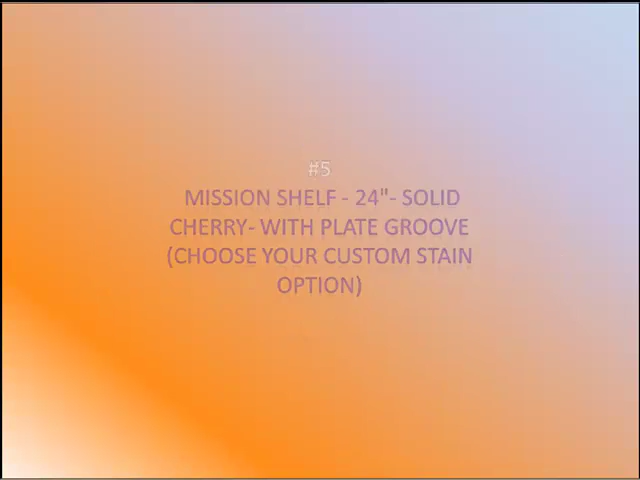 #5
MISSION SHELF - 24"- SOLID
CHERRY- WITH PLATE GROOVE
(CHOOSE YOUR CUSTOM STAIN
OPTION)